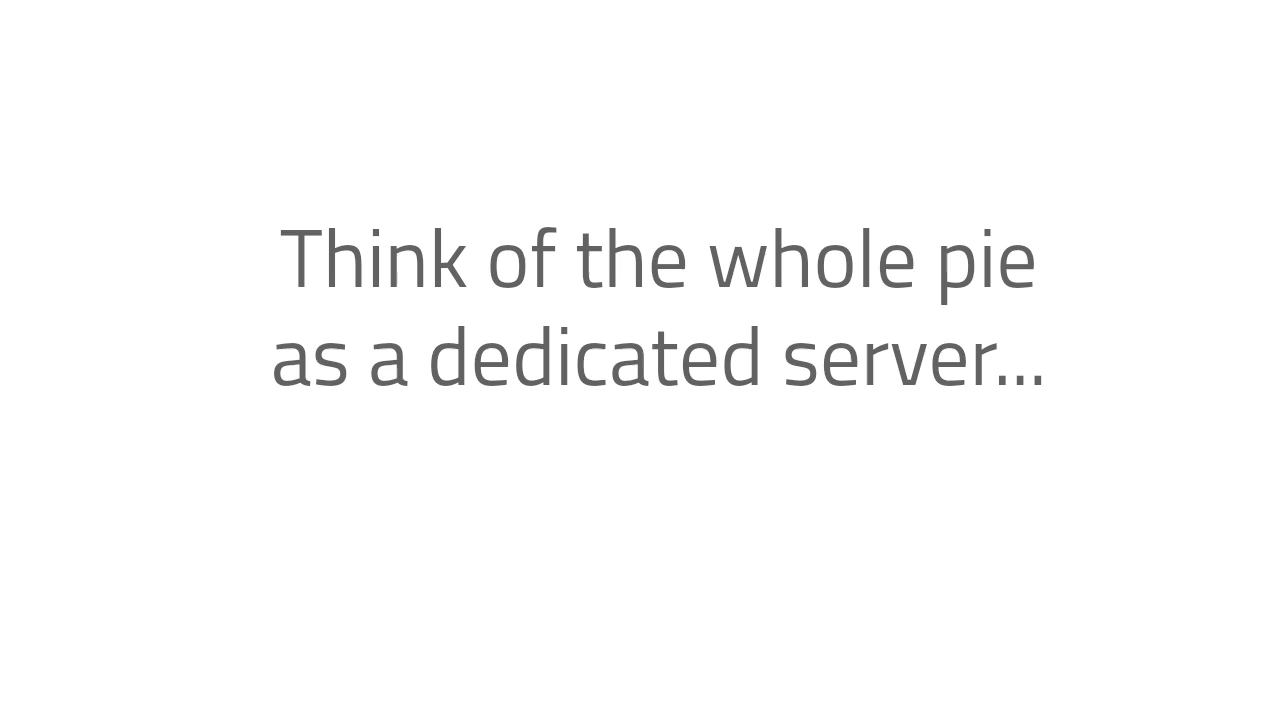 Think of the whole pie
as a dedicated server...